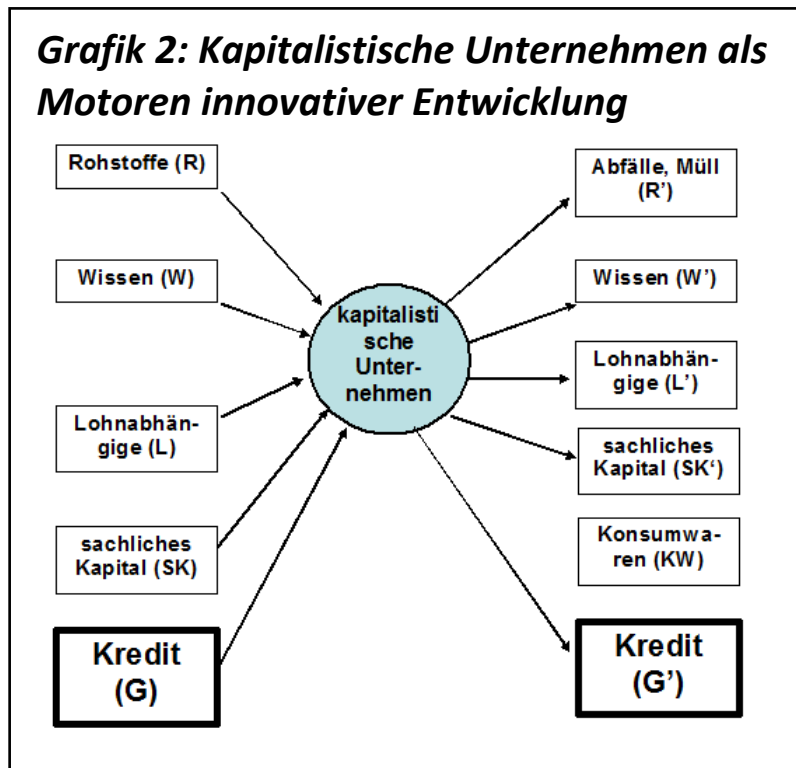 Grafik 2: Kapitalistische Unternehmen als
Motoren innovativer Entwicklung
Rohstoffe (R)
Wissen (W)
Lohnabhän-
gige (L)
sachliches
Kapital (SK)
Kredit
(G)
kapitalisti
sche
Unter-
nehmen
Abfälle, Müll
(R’)
Wissen (W’)
Lohnabhän-
gige (L’)
sachliches
Kapital (SK‘)
Konsumwa-
ren (KW)
Kredit
(G’)